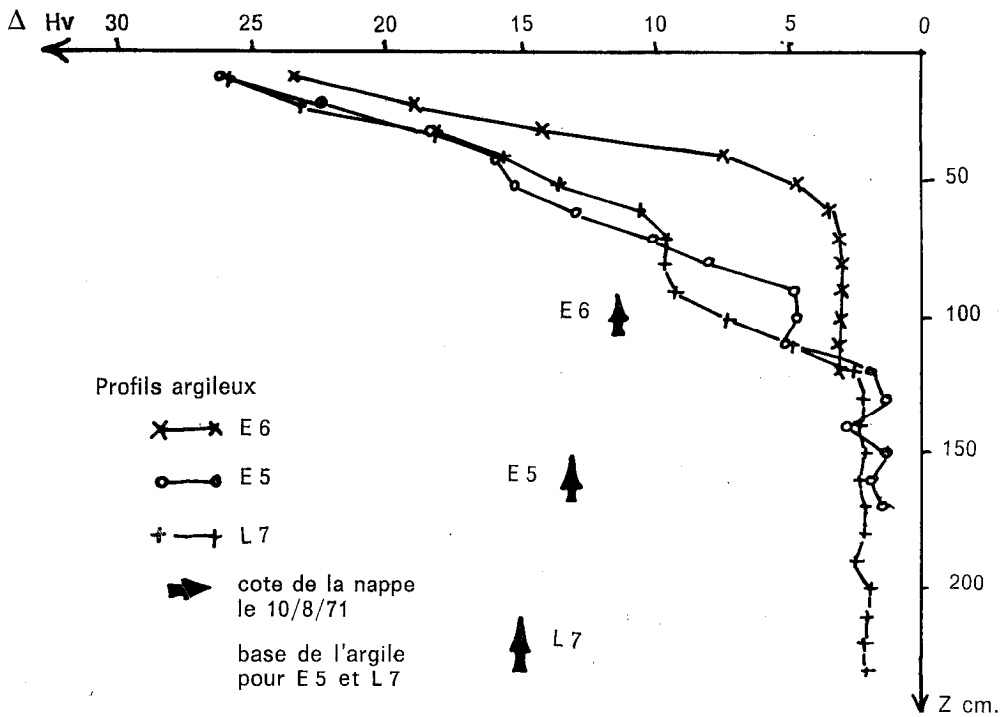 Δ Hv 30 25 20 15 10 5 0
50
100
150
200
Z cm.
E 6
E 5
L 7
Profils argileux
E 6
E 5
L 7
cote de la nappe
le 10/8/71
base de l'argile
pour E 5 et L 7